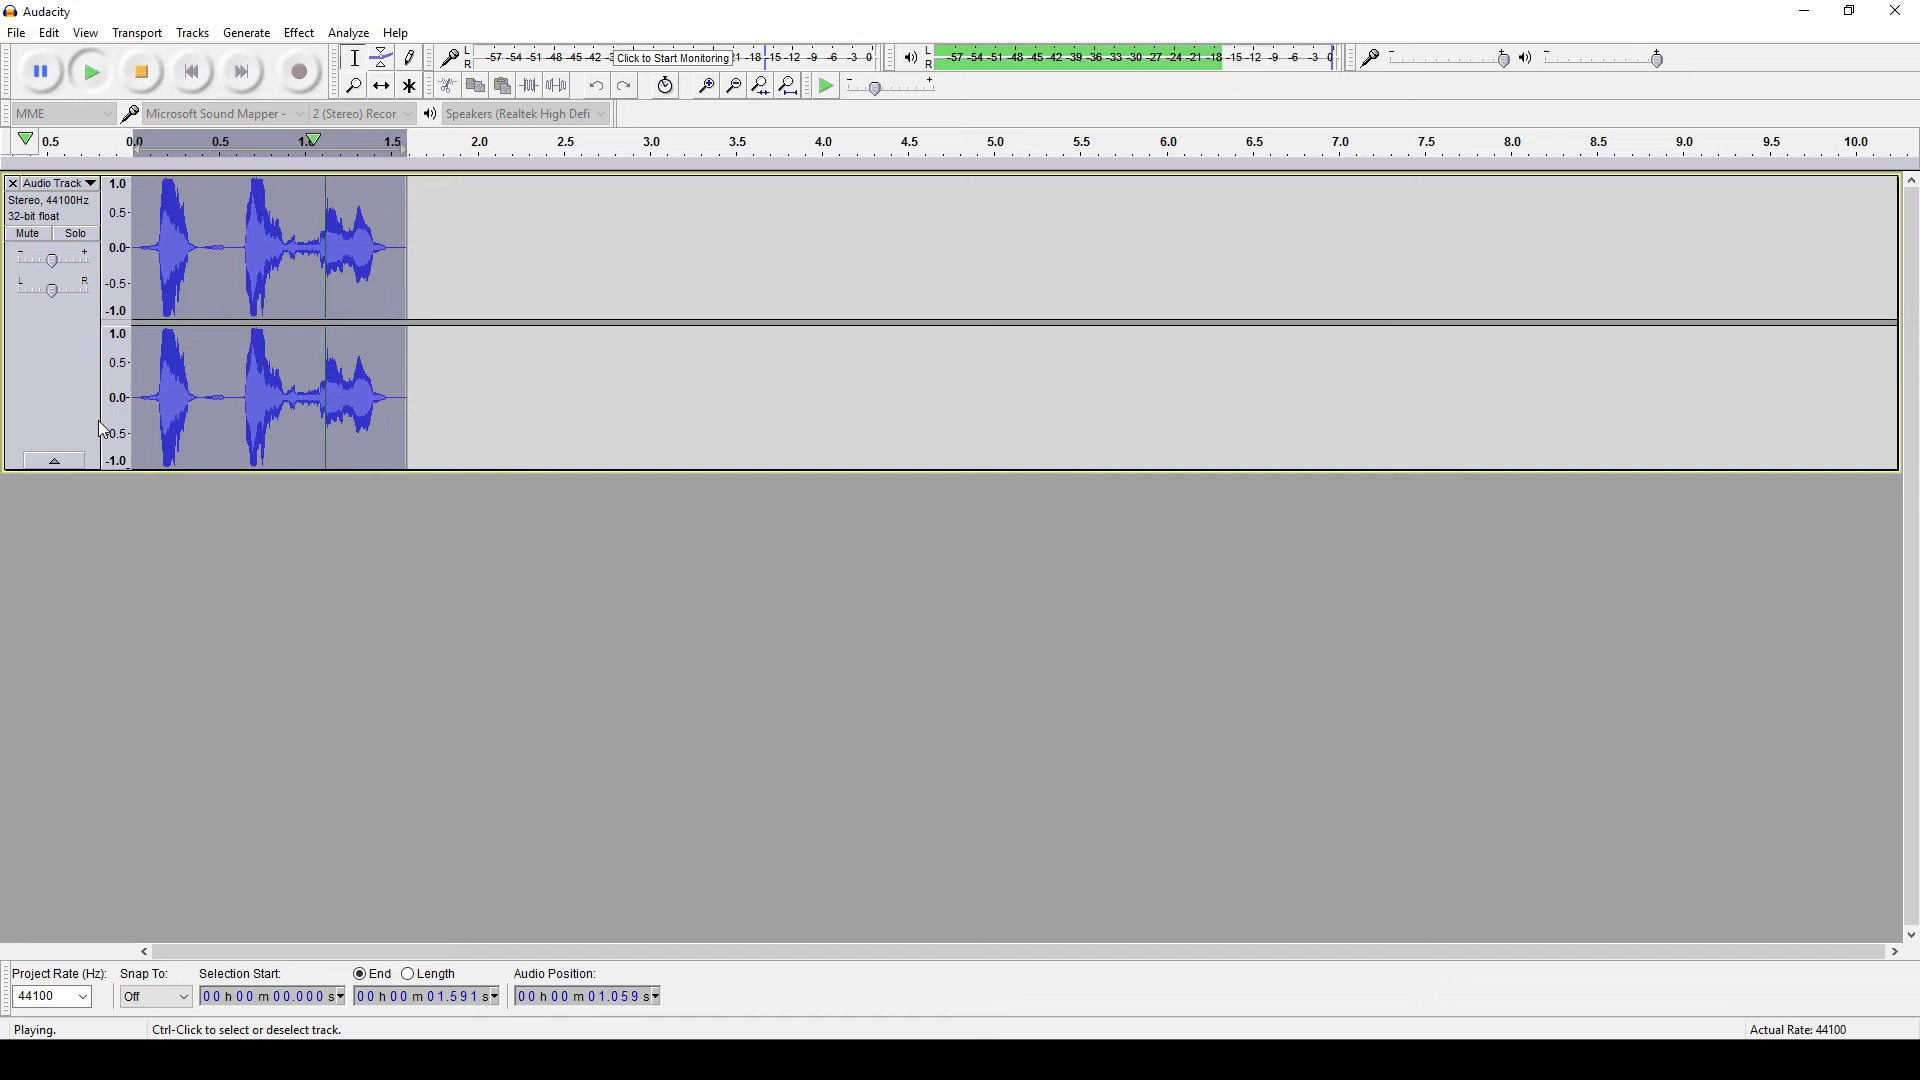 Audacity
File Edit View Transport Tracks Generate Effect Analyze Help
L R -57 -54 -51 -48 -45 -42 Click to Start Monitoring -18 -15 -12 -9 -6 -3 0
L R -57 -54 -51 -48 -45 -42 -39 -36 -33 -30 -27 -24 -21 -18 -15 -12 -9 -6 -3 0
MME Microsoft Sound Mapper - 2 (Stereo) Recor Speakers (Realtek High Defi
0.5 0.0 0.5 1.0 1.5 2.0 2.5 3.0 3.5 4.0 4.5 5.0 5.5 6.0 6.5 7.0 7.5 8.0 8.5 9.0 9.5 10.0
Audio Track 1.0
Stereo, 44100Hz
32-bit float 0.5-
Mute Solo
0.0-
L R -0.5-
-1.0
1.0
0.5-
0.0-
-0.5-
-1.0
Project Rate (Hz): Snap To: Selection Start: End Length Audio Position:
44100 Off 00 h 00 m 00.000 s 00 h 00 m 01.591 s 00 h 00 m 01.059 s
Playing. Ctrl-Click to select or deselect track. Actual Rate: 44100